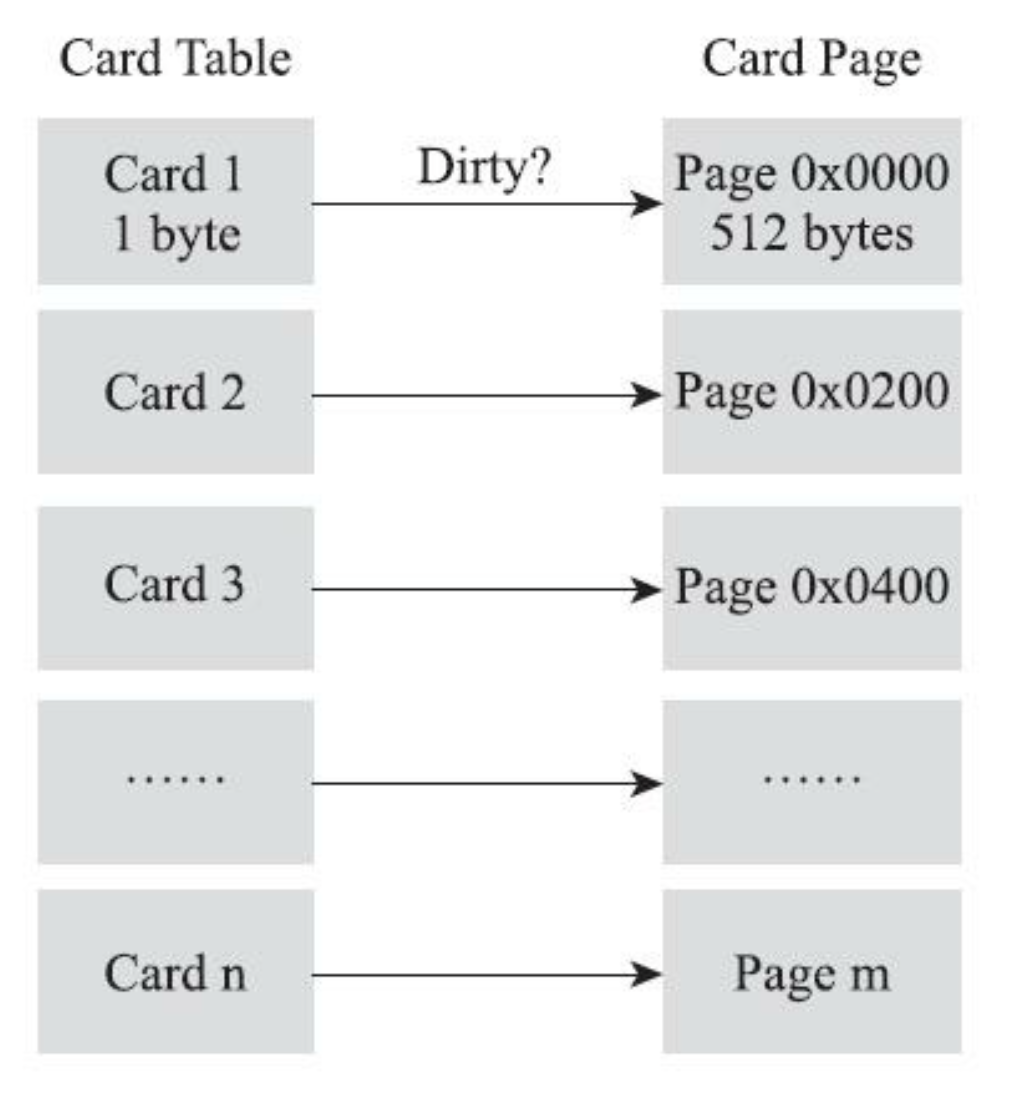 Card Table
Card Page
Card 1
1 byte
Dirty?
Page 0x0000
512 bytes
Card 2
Page 0x0200
Card 3
Page 0x0400
……
……
Card n
Page m